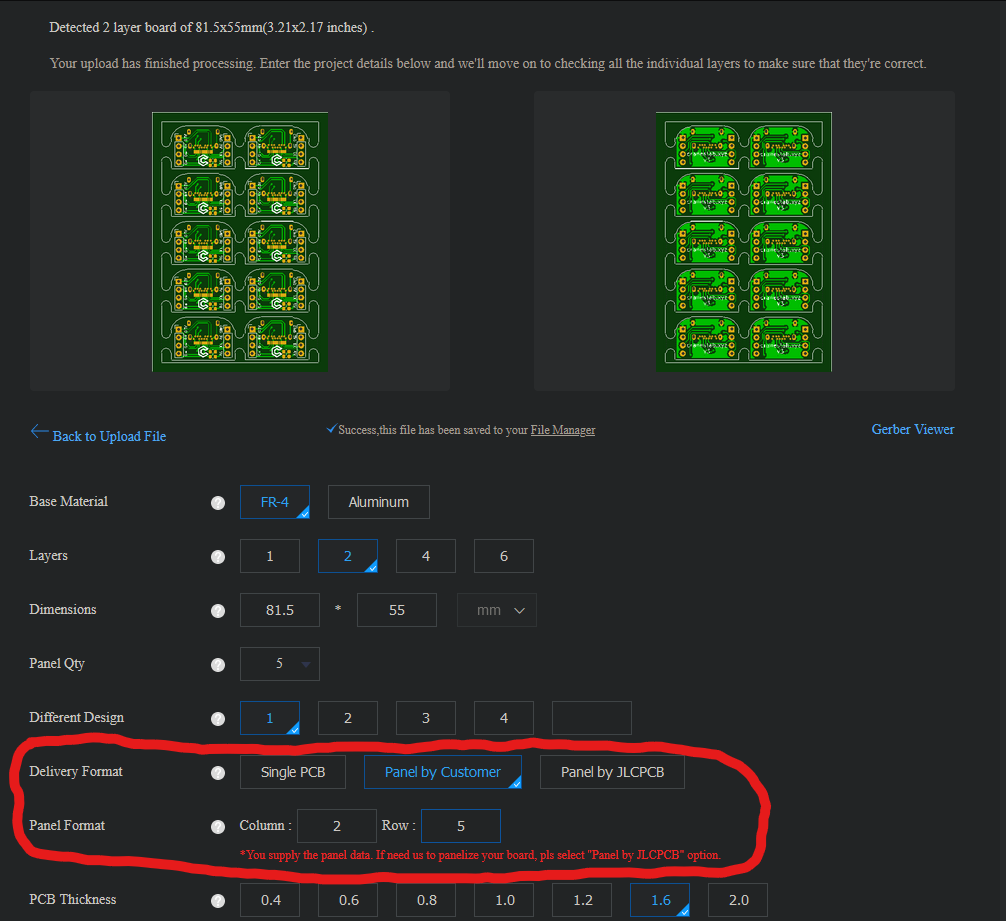 Detected 2 layer board of 81.5x55mm(3.21x2.17 inches) .
Your upload has finished processing. Enter the project details below and we'll move on to checking all the individual layers to make sure that they're correct.
Back to Upload File
Success,this file has been saved to your File Manager
Gerber Viewer
Base Material ? FR-4 Aluminum
Layers ? 1 2 4 6
Dimensions ? 81.5 * 55 mm
Panel Qty ? 5
Different Design ? 1 2 3 4
Delivery Format ? Single PCB Panel by Customer Panel by JLCPCB
Panel Format ? Column : 2 Row : 5
*You supply the panel data. If need us to panelize your board, pls select "Panel by JLCPCB" option.
PCB Thickness ? 0.4 0.6 0.8 1.0 1.2 1.6 2.0